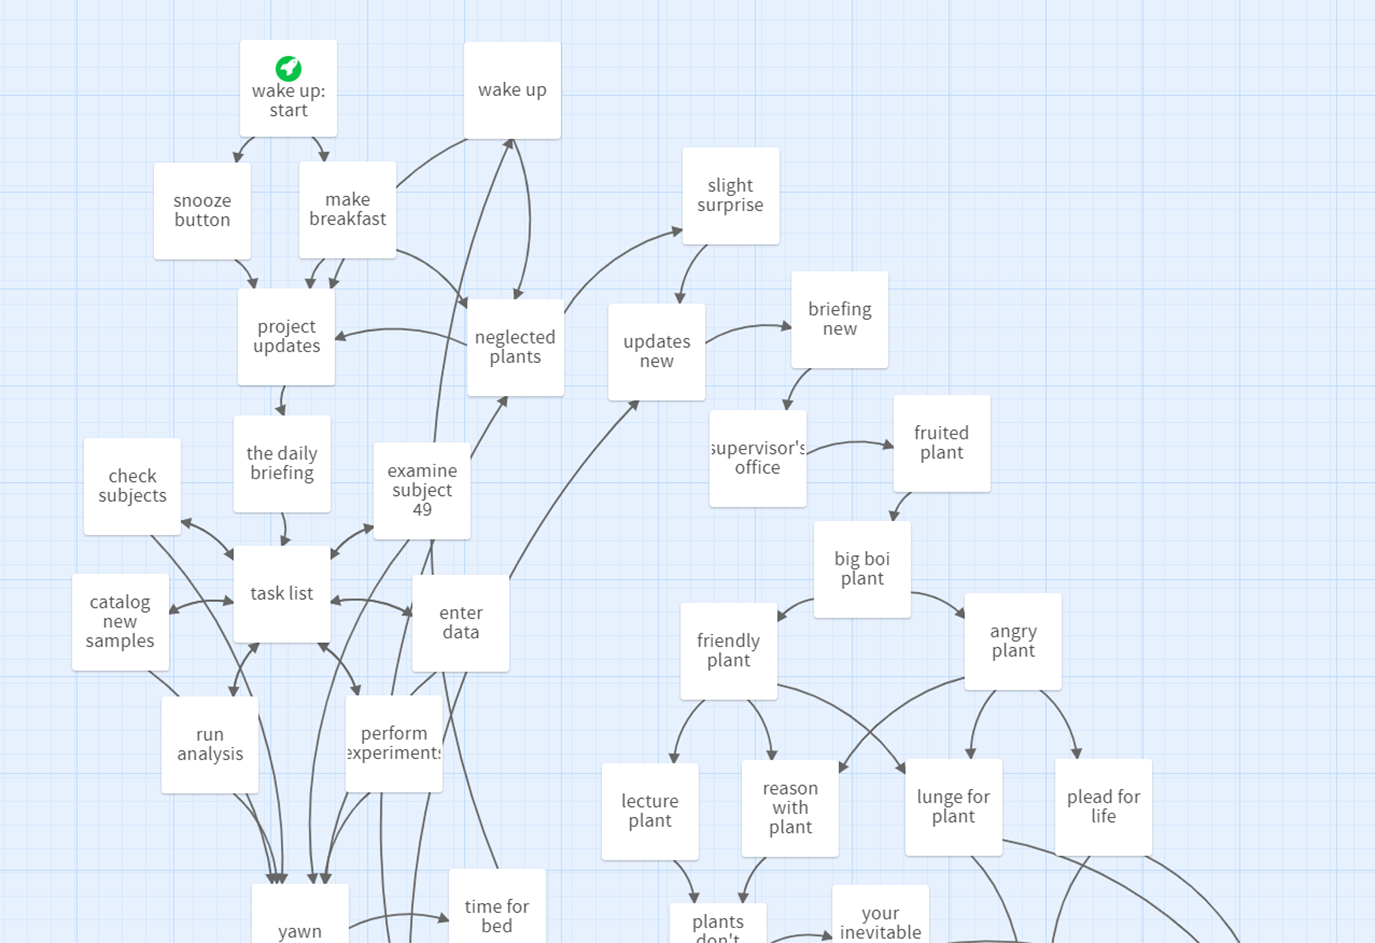 wake up:
start
wake up
slight
surprise
snooze
button
make
breakfast
briefing
new
project
updates
neglected
plants
updates
new
fruited
plant
the daily
briefing
supervisor's
office
check
subjects
examine
subject
49
big boi
plant
task list
catalog
new
samples
enter
data
friendly
plant
angry
plant
run
analysis
perform
experiments
lecture
plant
reason
with
plant
lunge for
plant
plead for
life
yawn
time for
bed
plants
don't
your
inevitable